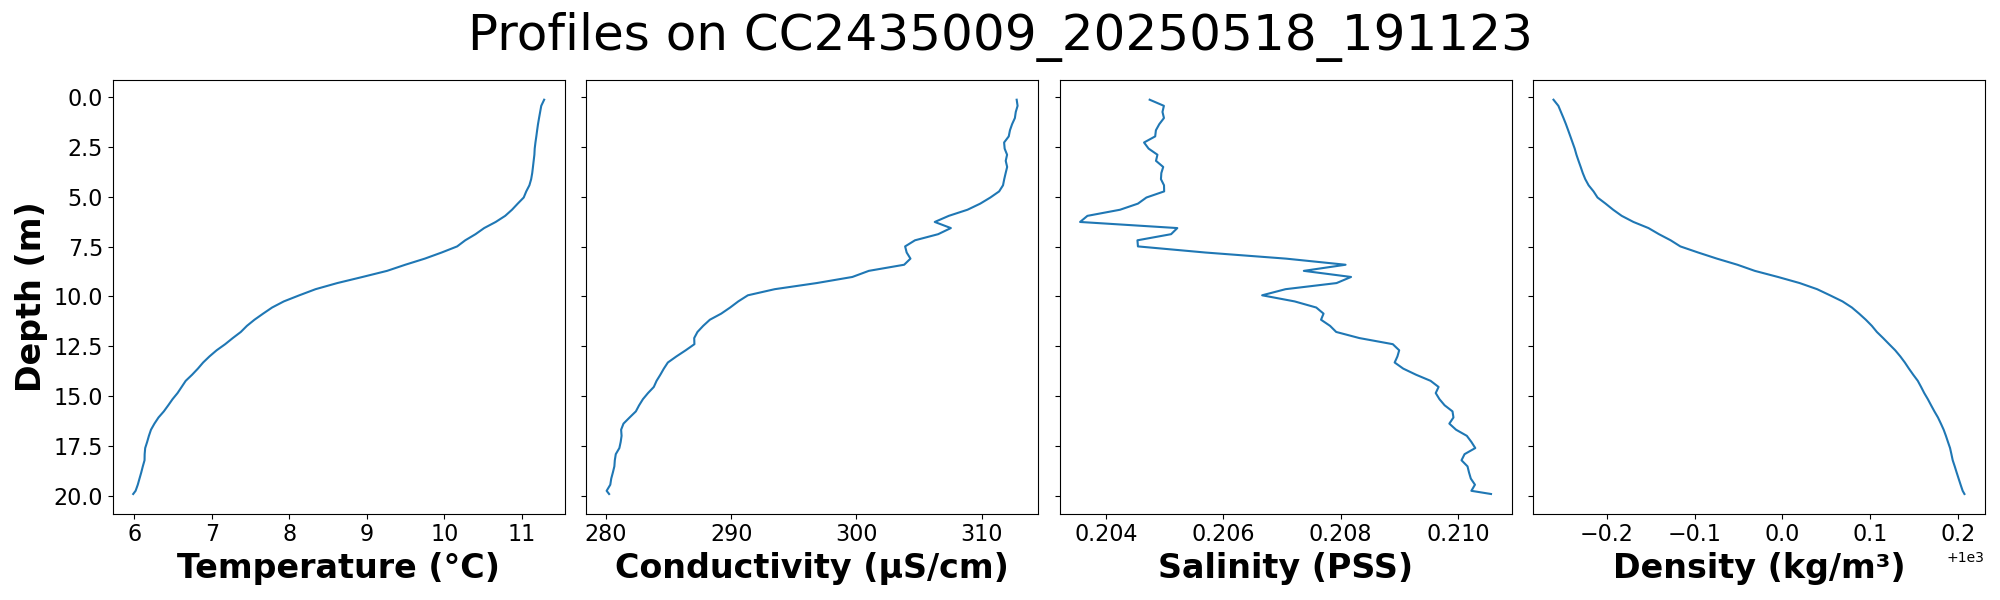 Profiles on CC2435009_20250518_191123
Depth (m)
0.0
2.5
5.0
7.5
10.0
12.5
15.0
17.5
20.0
6 7 8 9 10 11
Temperature (°C)
280 290 300 310
Conductivity (μS/cm)
0.204 0.206 0.208 0.210
Salinity (PSS)
−0.2 −0.1 0.0 0.1 0.2
+1e3
Density (kg/m³)